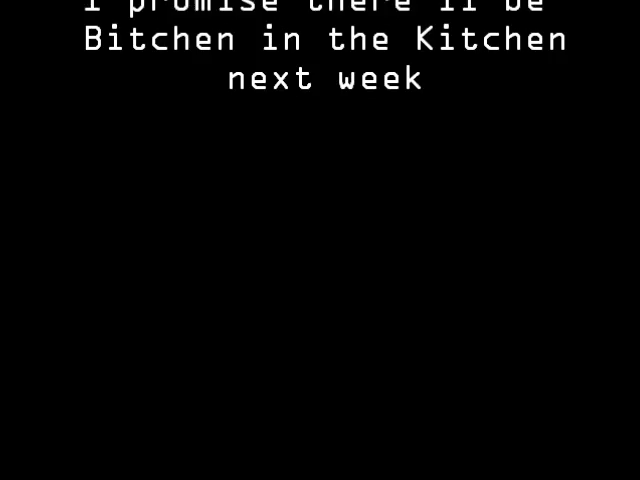 I promise there'll be
Bitchen in the Kitchen
next week